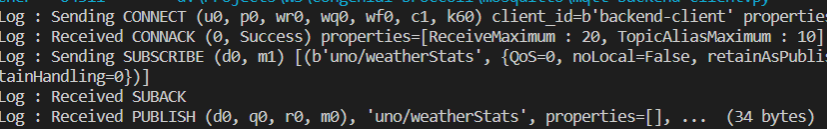 Log : Sending CONNECT (u0, p0, wr0, wq0, wf0, c1, k60) client_id=b'backend-client' properties
Log : Received CONNACK (0, Success) properties=[ReceiveMaximum : 20, TopicAliasMaximum : 10]
Log : Sending SUBSCRIBE (d0, m1) [(b'uno/weatherStats', {QoS=0, noLocal=False, retainAsPublis
tainHandling=0})]
Log : Received SUBACK
Log : Received PUBLISH (d0, q0, r0, m0), 'uno/weatherStats', properties=[], ... (34 bytes)